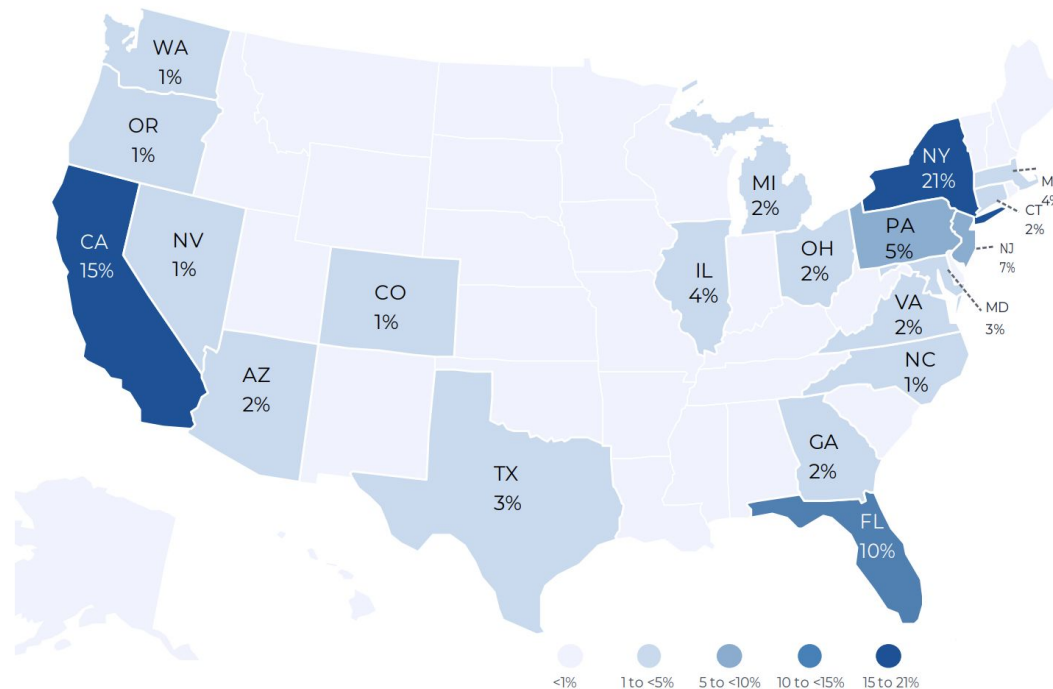 WA
1%
OR
1%
CA
15%
NV
1%
AZ
2%
CO
1%
TX
3%
IL
4%
MI
2%
OH
2%
GA
2%
FL
10%
NC
1%
VA
2%
PA
5%
NY
21%
M
4%
CT
2%
NJ
7%
MD
3%
<1%
1 to <5%
5 to <10%
10 to <15%
15 to 21%